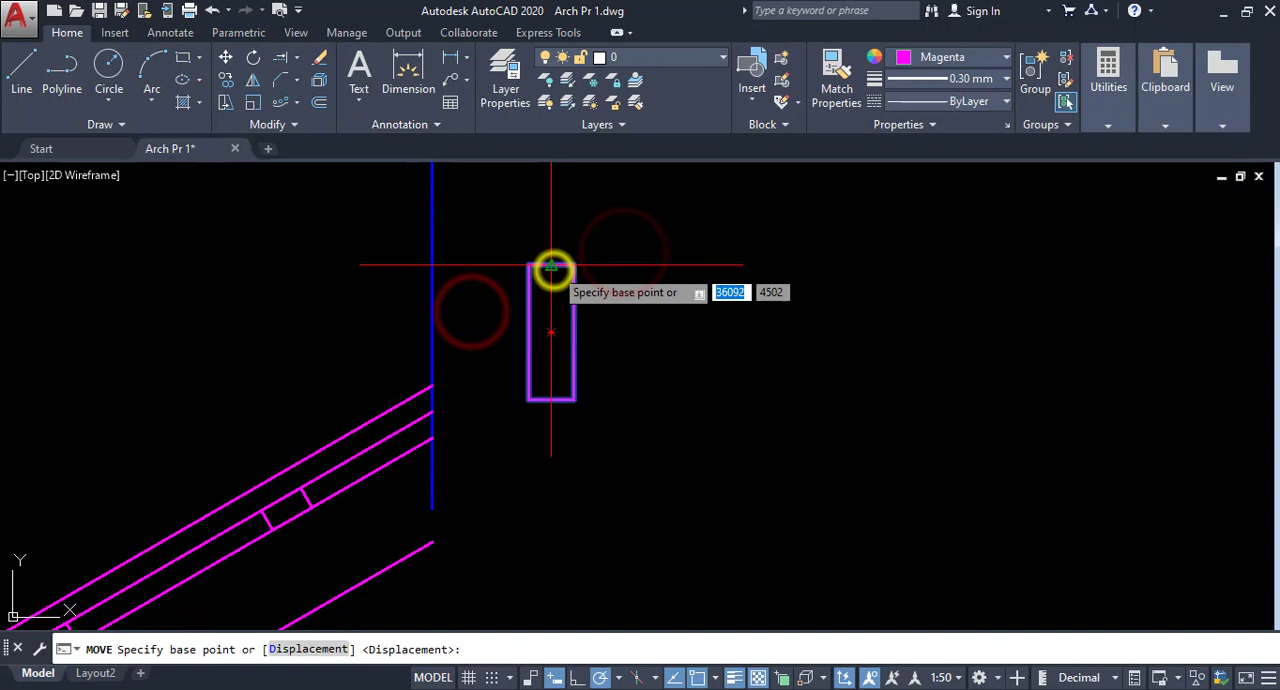 Autodesk AutoCAD 2020 Arch Pr 1.dwg
Type a keyword or phrase
Sign In
Home Insert Annotate Parametric View Manage Output Collaborate Express Tools
Line Polyline Circle Arc
Text Dimension
Layer
Properties
0
Insert
Match
Properties
Magenta
0.30 mm
ByLayer
Group
Utilities
Clipboard
View
Draw Modify Annotation Layers Block Properties Groups
Start Arch Pr 1*
[−][Top][2D Wireframe]
Specify base point or 36092 4502
Y
X
MOVE Specify base point or [Displacement] <Displacement>:
Model Layout2
MODEL 1:50 Decimal